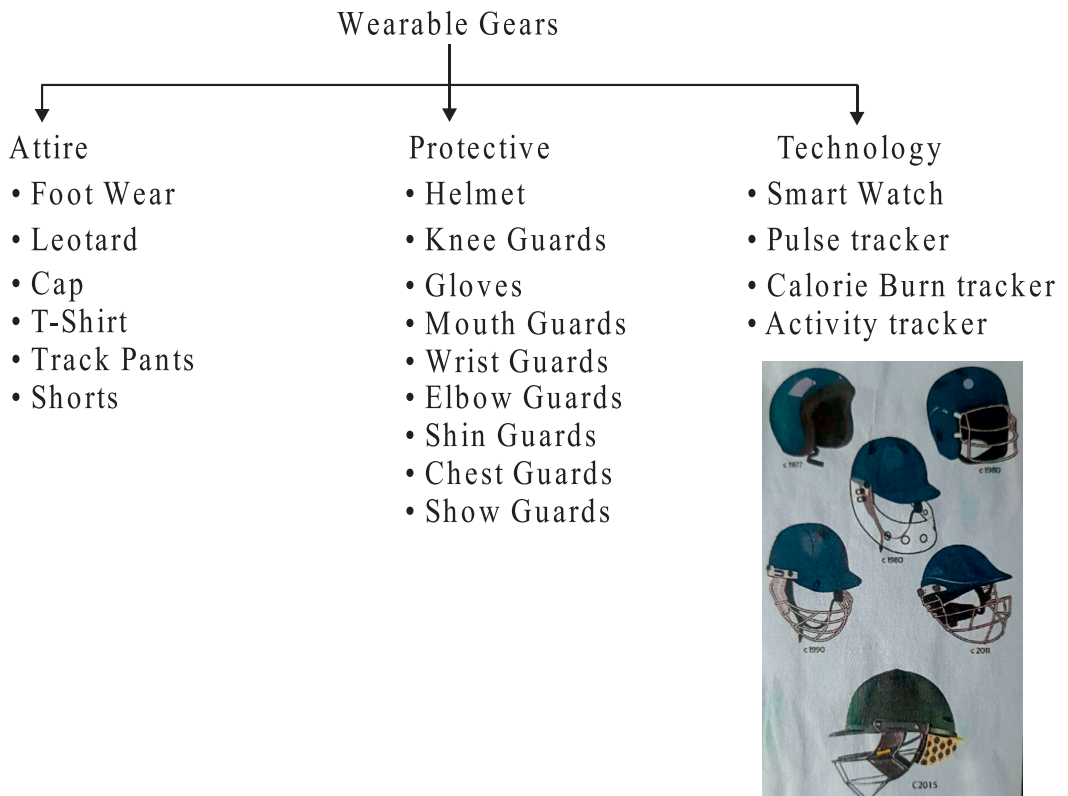 Wearable Gears
Attire
• Foot Wear
• Leotard
• Cap
• T-Shirt
• Track Pants
• Shorts
Protective
• Helmet
• Knee Guards
• Gloves
• Mouth Guards
• Wrist Guards
• Elbow Guards
• Shin Guards
• Chest Guards
• Show Guards
Technology
• Smart Watch
• Pulse tracker
• Calorie Burn tracker
• Activity tracker
c1977
c1980
c1980
c1990
c2011
C2015